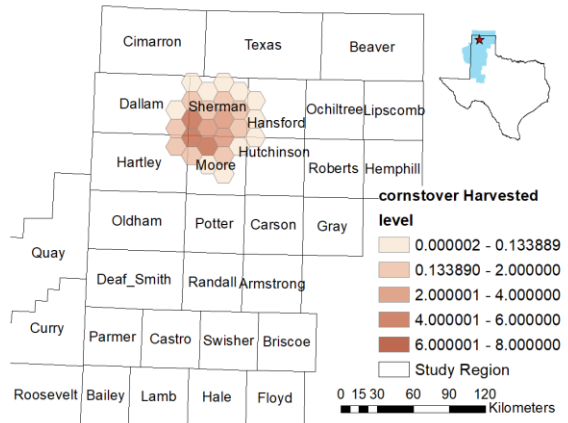 Cimarron Texas Beaver
Dallam Sherman Ochiltree Lipscomb
Hansford
Hutchinson
Hartley Moore Roberts Hemphill
cornstover Harvested
level
Oldham Potter Carson Gray
0.000002 - 0.133889
Quay
0.133890 - 2.000000
Deaf_Smith Randall Armstrong
2.000001 - 4.000000
4.000001 - 6.000000
Curry Parmer Castro Swisher Briscoe
6.000001 - 8.000000
Study Region
Roosevelt Bailey Lamb Hale Floyd
0 15 30 60 90 120
Kilometers